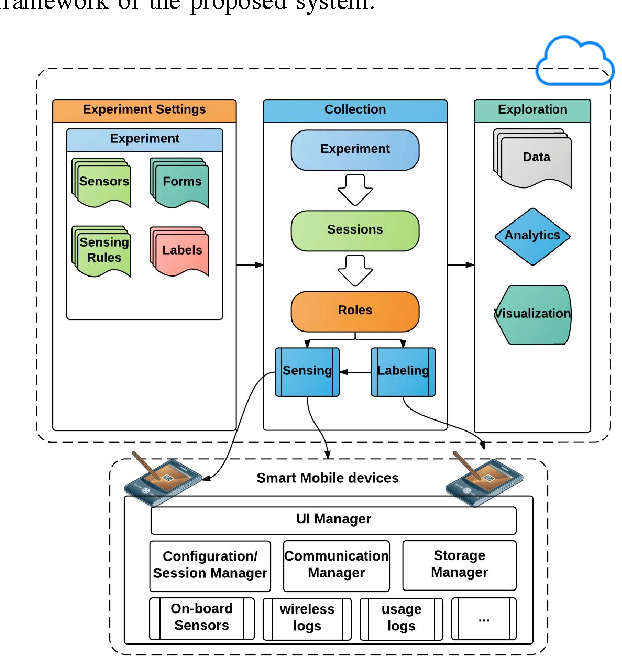 framework of the proposed system.
Experiment Settings
Experiment
Sensors
Forms
Sensing
Rules
Labels
Collection
Experiment
Sessions
Roles
Sensing
Labeling
Exploration
Data
Analytics
Visualization
Smart Mobile devices
UI Manager
Configuration/
Session Manager
Communication
Manager
Storage
Manager
On-board
Sensors
wireless
logs
usage
logs
...